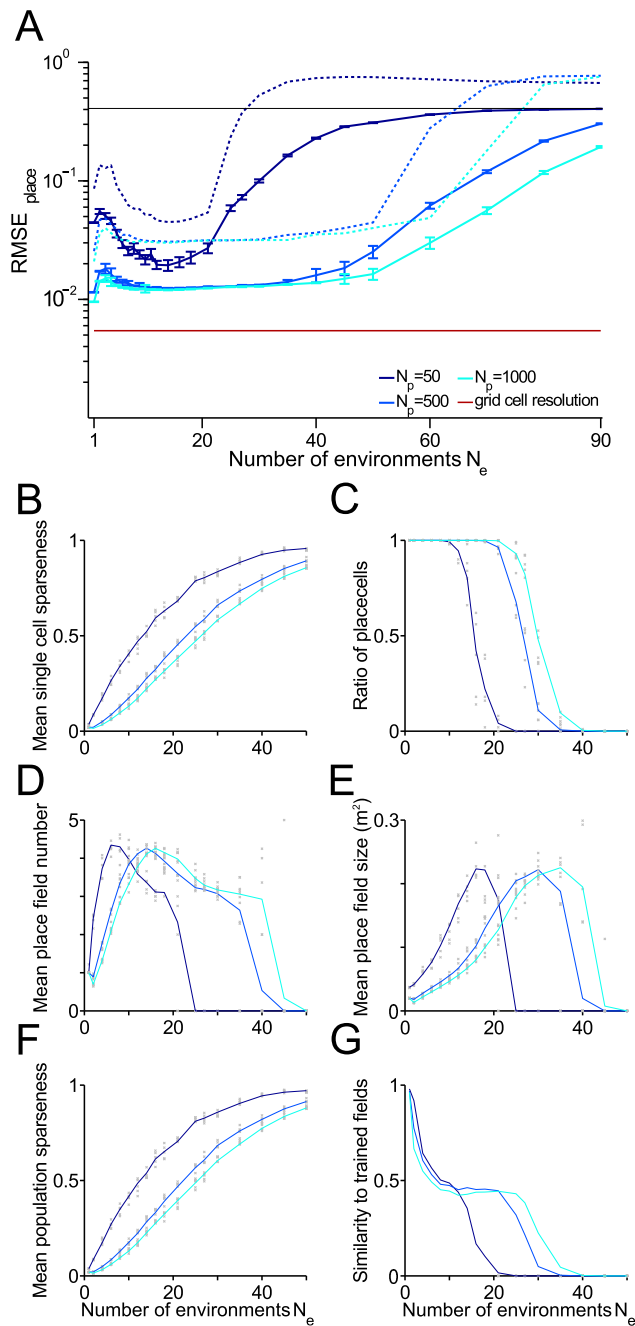 A
RMSE place
10^0
10^-1
10^-2
N_p=50
N_p=1000
N_p=500
grid cell resolution
1
20
40
60
90
Number of environments N_e
B
Mean single cell sparseness
1
0.5
0
0
20
40
C
Ratio of placecells
1
0.5
0
0
20
40
D
Mean place field number
5
0
0
20
40
E
Mean place field size (m²)
0.3
0
0
20
40
F
Mean population sparseness
1
0.5
0
0
20
40
Number of environments N_e
G
Similarity to trained fields
1
0.5
0
0
20
40
Number of environments N_e